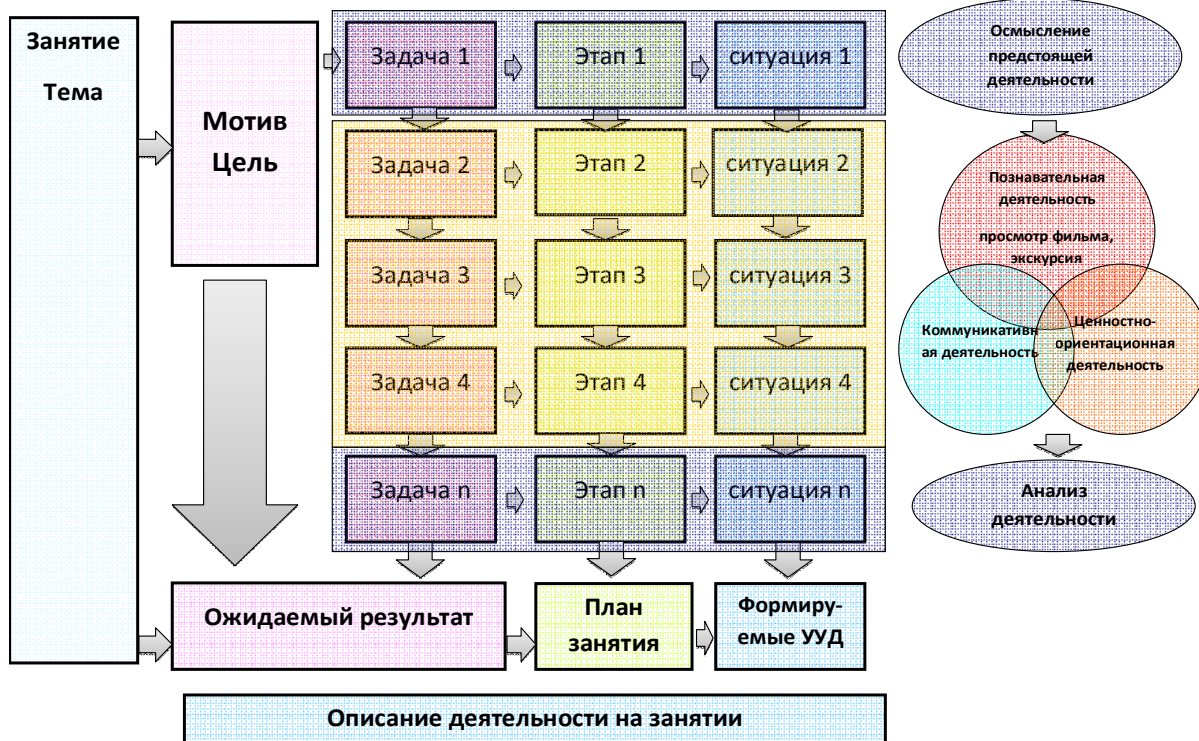 Занятие
Тема
Мотив
Цель
Задача 1
Этап 1
ситуация 1
Задача 2
Этап 2
ситуация 2
Задача 3
Этап 3
ситуация 3
Задача 4
Этап 4
ситуация 4
Задача n
Этап n
ситуация n
Ожидаемый результат
План
занятия
Формиру-
емые УУД
Описание деятельности на занятии
Осмысление
предстоящей
деятельности
Познавательная
деятельность
просмотр фильма,
экскурсия
Коммуникативн
ая деятельность
Ценностно-
ориентационная
деятельность
Анализ
деятельности